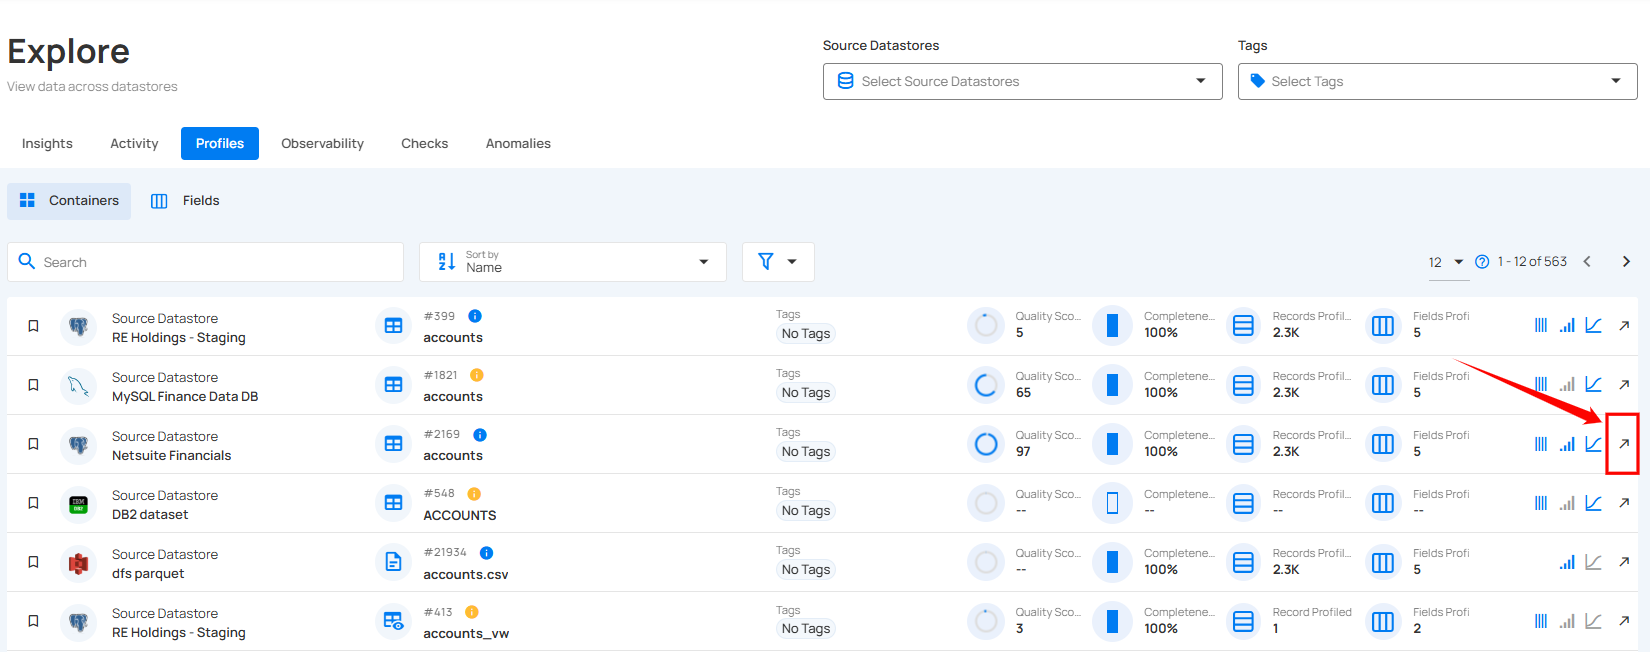 Explore
View data across datastores
Source Datastores
Select Source Datastores
Tags
Select Tags
Insights Activity Profiles Observability Checks Anomalies
Containers Fields
Search
Sort by
Name
12 1 - 12 of 563
Source Datastore #399 Tags Quality Sco... Completene... Records Profil... Fields Profi
RE Holdings - Staging accounts No Tags 5 100% 2.3K 5
Source Datastore #1821 Tags Quality Sco... Completene... Records Profil... Fields Profi
MySQL Finance Data DB accounts No Tags 65 100% 2.3K 5
Source Datastore #2169 Tags Quality Sco... Completene... Records Profil... Fields Profi
Netsuite Financials accounts No Tags 97 100% 2.3K 5
Source Datastore #548 Tags Quality Sco... Completene... Records Profil... Fields Profi
IBM DB2 DB2 dataset ACCOUNTS No Tags -- -- -- --
Source Datastore #21934 Tags Quality Sco... Completene... Records Profil... Fields Profi
dfs parquet accounts.csv No Tags -- 100% 2.3K 5
Source Datastore #413 Tags Quality Sco... Completene... Record Profiled Fields Profi
RE Holdings - Staging accounts_vw No Tags 3 100% 1 2